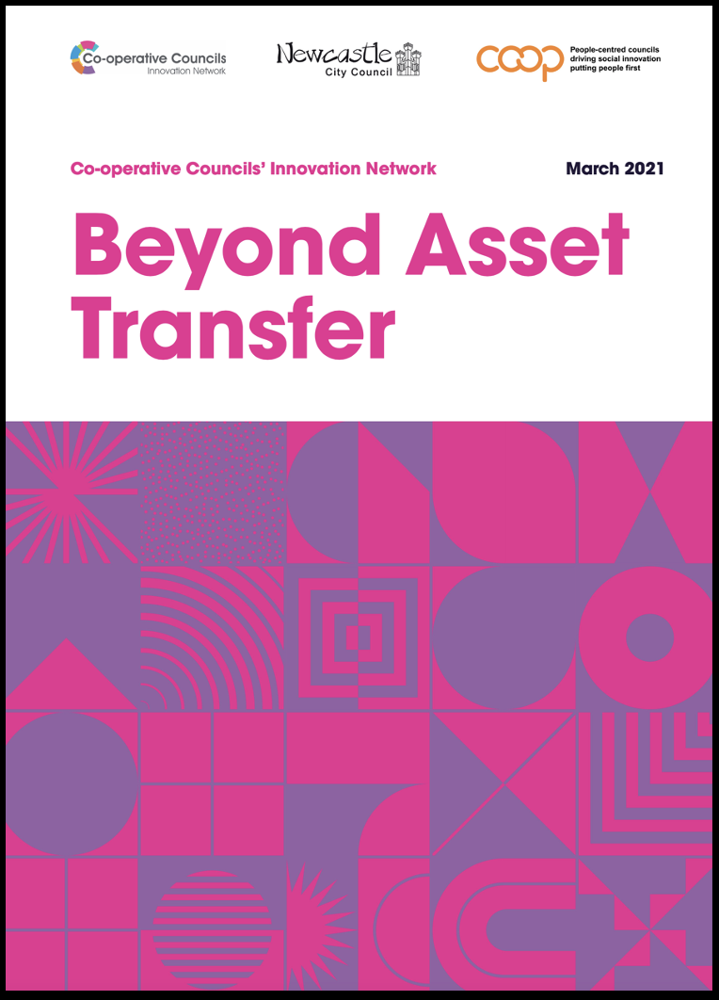 Co-operative Councils
Innovation Network
Newcastle
City Council
coop
People-centred councils
driving social innovation
putting people first
Co-operative Councils’ Innovation Network
March 2021
Beyond Asset
Transfer